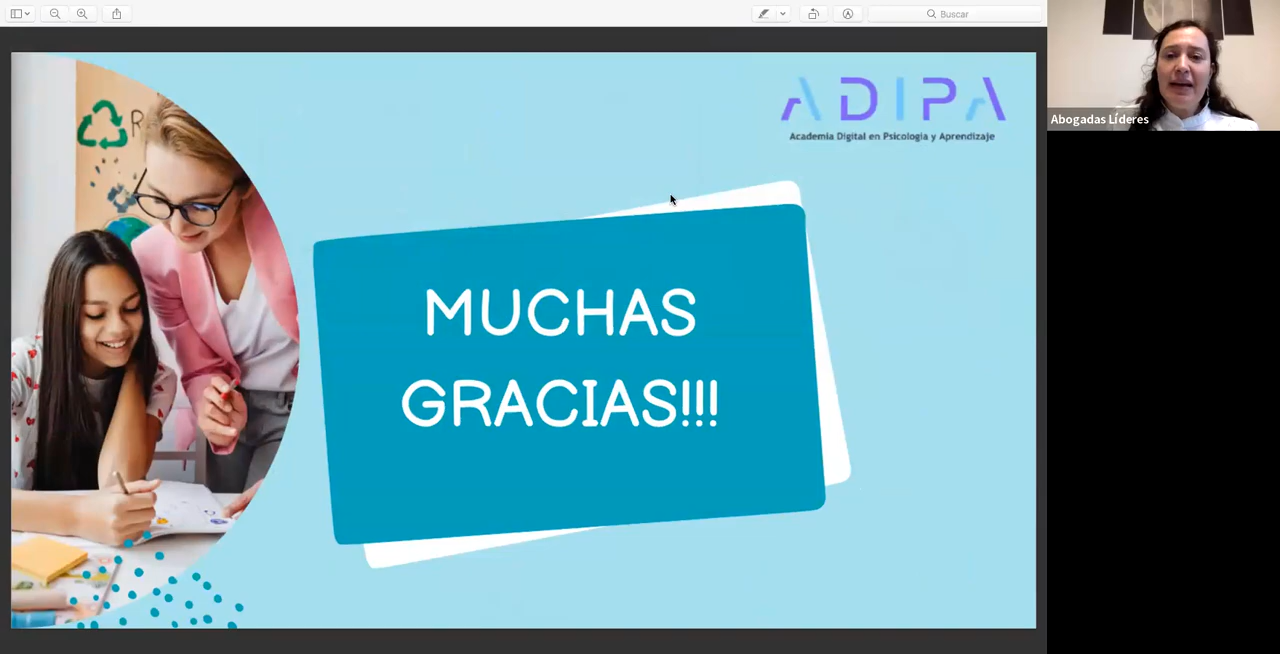 Buscar
ADIPA
Academia Digital en Psicología y Aprendizaje
Abogadas Líderes
MUCHAS
GRACIAS!!!